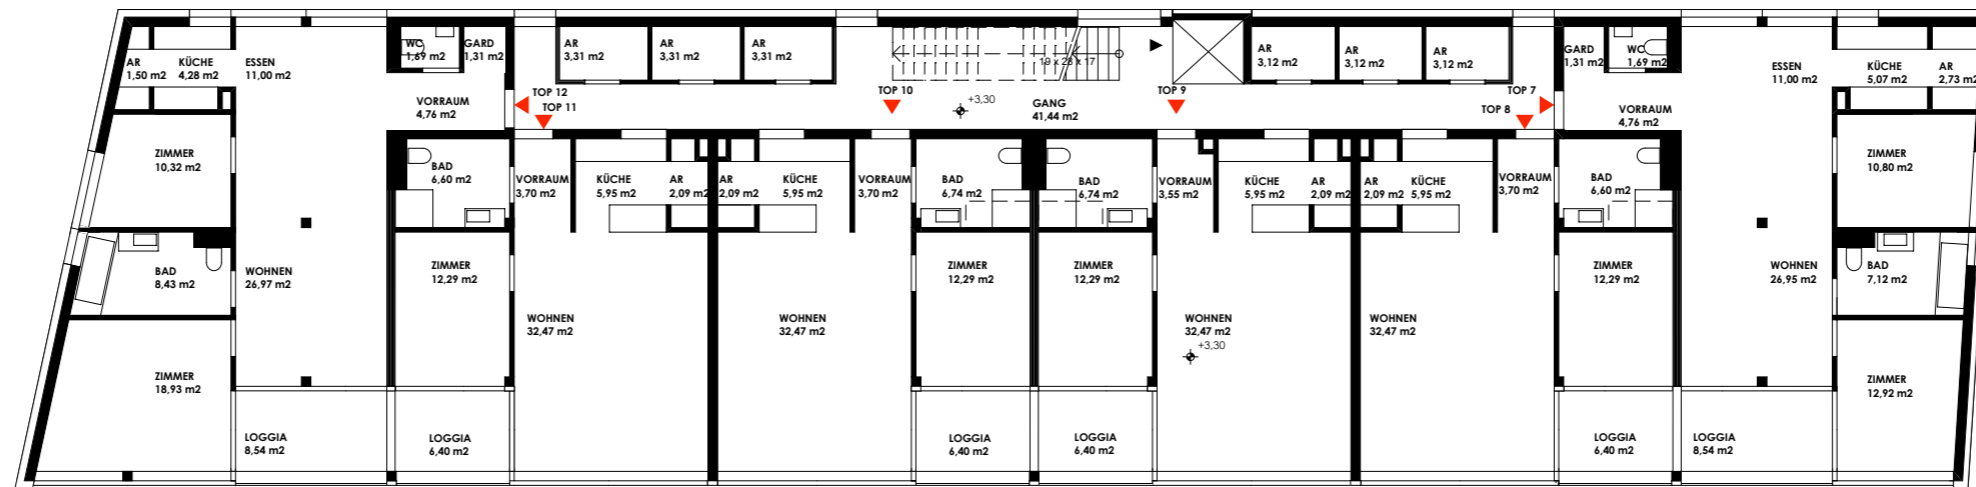 AR
1,50 m2
KÜCHE
4,28 m2
ESSEN
11,00 m2
WC
1,69 m2
GARD
1,31 m2
AR
3,31 m2
AR
3,31 m2
AR
3,31 m2
19 x 28 x 17
AR
3,12 m2
AR
3,12 m2
AR
3,12 m2
GARD
1,31 m2
WC
1,69 m2
ESSEN
11,00 m2
KÜCHE
5,07 m2
AR
2,73 m2
VORRAUM
4,76 m2
TOP 12
TOP 11
TOP 10
+3,30
GANG
41,44 m2
TOP 9
TOP 7
TOP 8
VORRAUM
4,76 m2
ZIMMER
10,32 m2
BAD
6,60 m2
VORRAUM
3,70 m2
KÜCHE
5,95 m2
AR
2,09 m2
AR
2,09 m2
KÜCHE
5,95 m2
VORRAUM
3,70 m2
BAD
6,74 m2
BAD
6,74 m2
VORRAUM
3,55 m2
KÜCHE
5,95 m2
AR
2,09 m2
AR
2,09 m2
KÜCHE
5,95 m2
VORRAUM
3,70 m2
BAD
6,60 m2
ZIMMER
10,80 m2
BAD
8,43 m2
WOHNEN
26,97 m2
ZIMMER
12,29 m2
ZIMMER
12,29 m2
ZIMMER
12,29 m2
ZIMMER
12,29 m2
WOHNEN
26,95 m2
BAD
7,12 m2
WOHNEN
32,47 m2
WOHNEN
32,47 m2
WOHNEN
32,47 m2
+3,30
WOHNEN
32,47 m2
ZIMMER
18,93 m2
ZIMMER
12,92 m2
LOGGIA
8,54 m2
LOGGIA
6,40 m2
LOGGIA
6,40 m2
LOGGIA
6,40 m2
LOGGIA
6,40 m2
LOGGIA
8,54 m2